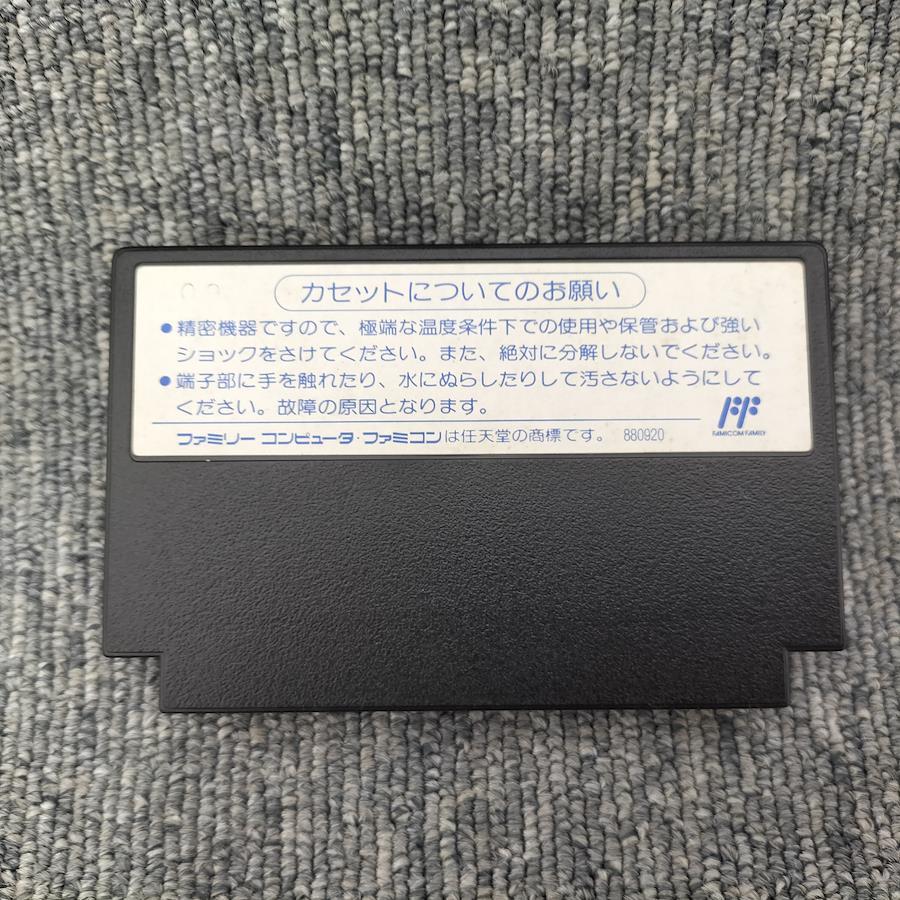 カセットについてのお願い
●精密機器ですので、極端な温度条件下での使用や保管および強い
ショックをさけてください。また、絶対に分解しないでください。
●端子部に手を触れたり、水にぬらしたりして汚さないようにして
ください。故障の原因となります。
ファミリー コンピュータ・ファミコンは任天堂の商標です。 880920
FF
FAMICOM FAMILY